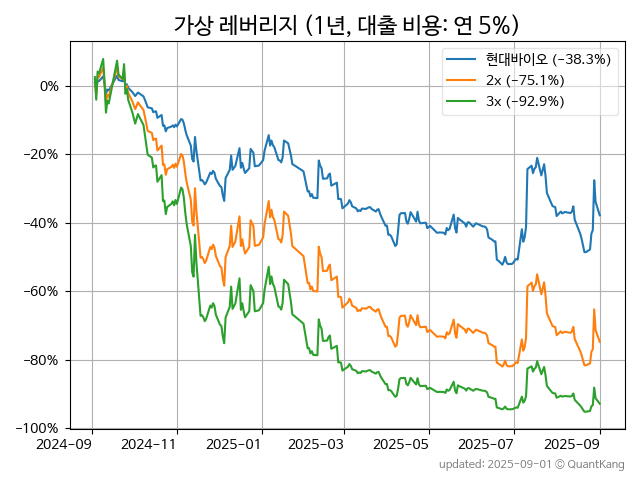 가상 레버리지 (1년, 대출 비용: 연 5%)
현대바이오 (−38.3%)
2x (−75.1%)
3x (−92.9%)
0%
−20%
−40%
−60%
−80%
−100%
2024-09 2024-11 2025-01 2025-03 2025-05 2025-07 2025-09
updated: 2025-09-01 © QuantKang